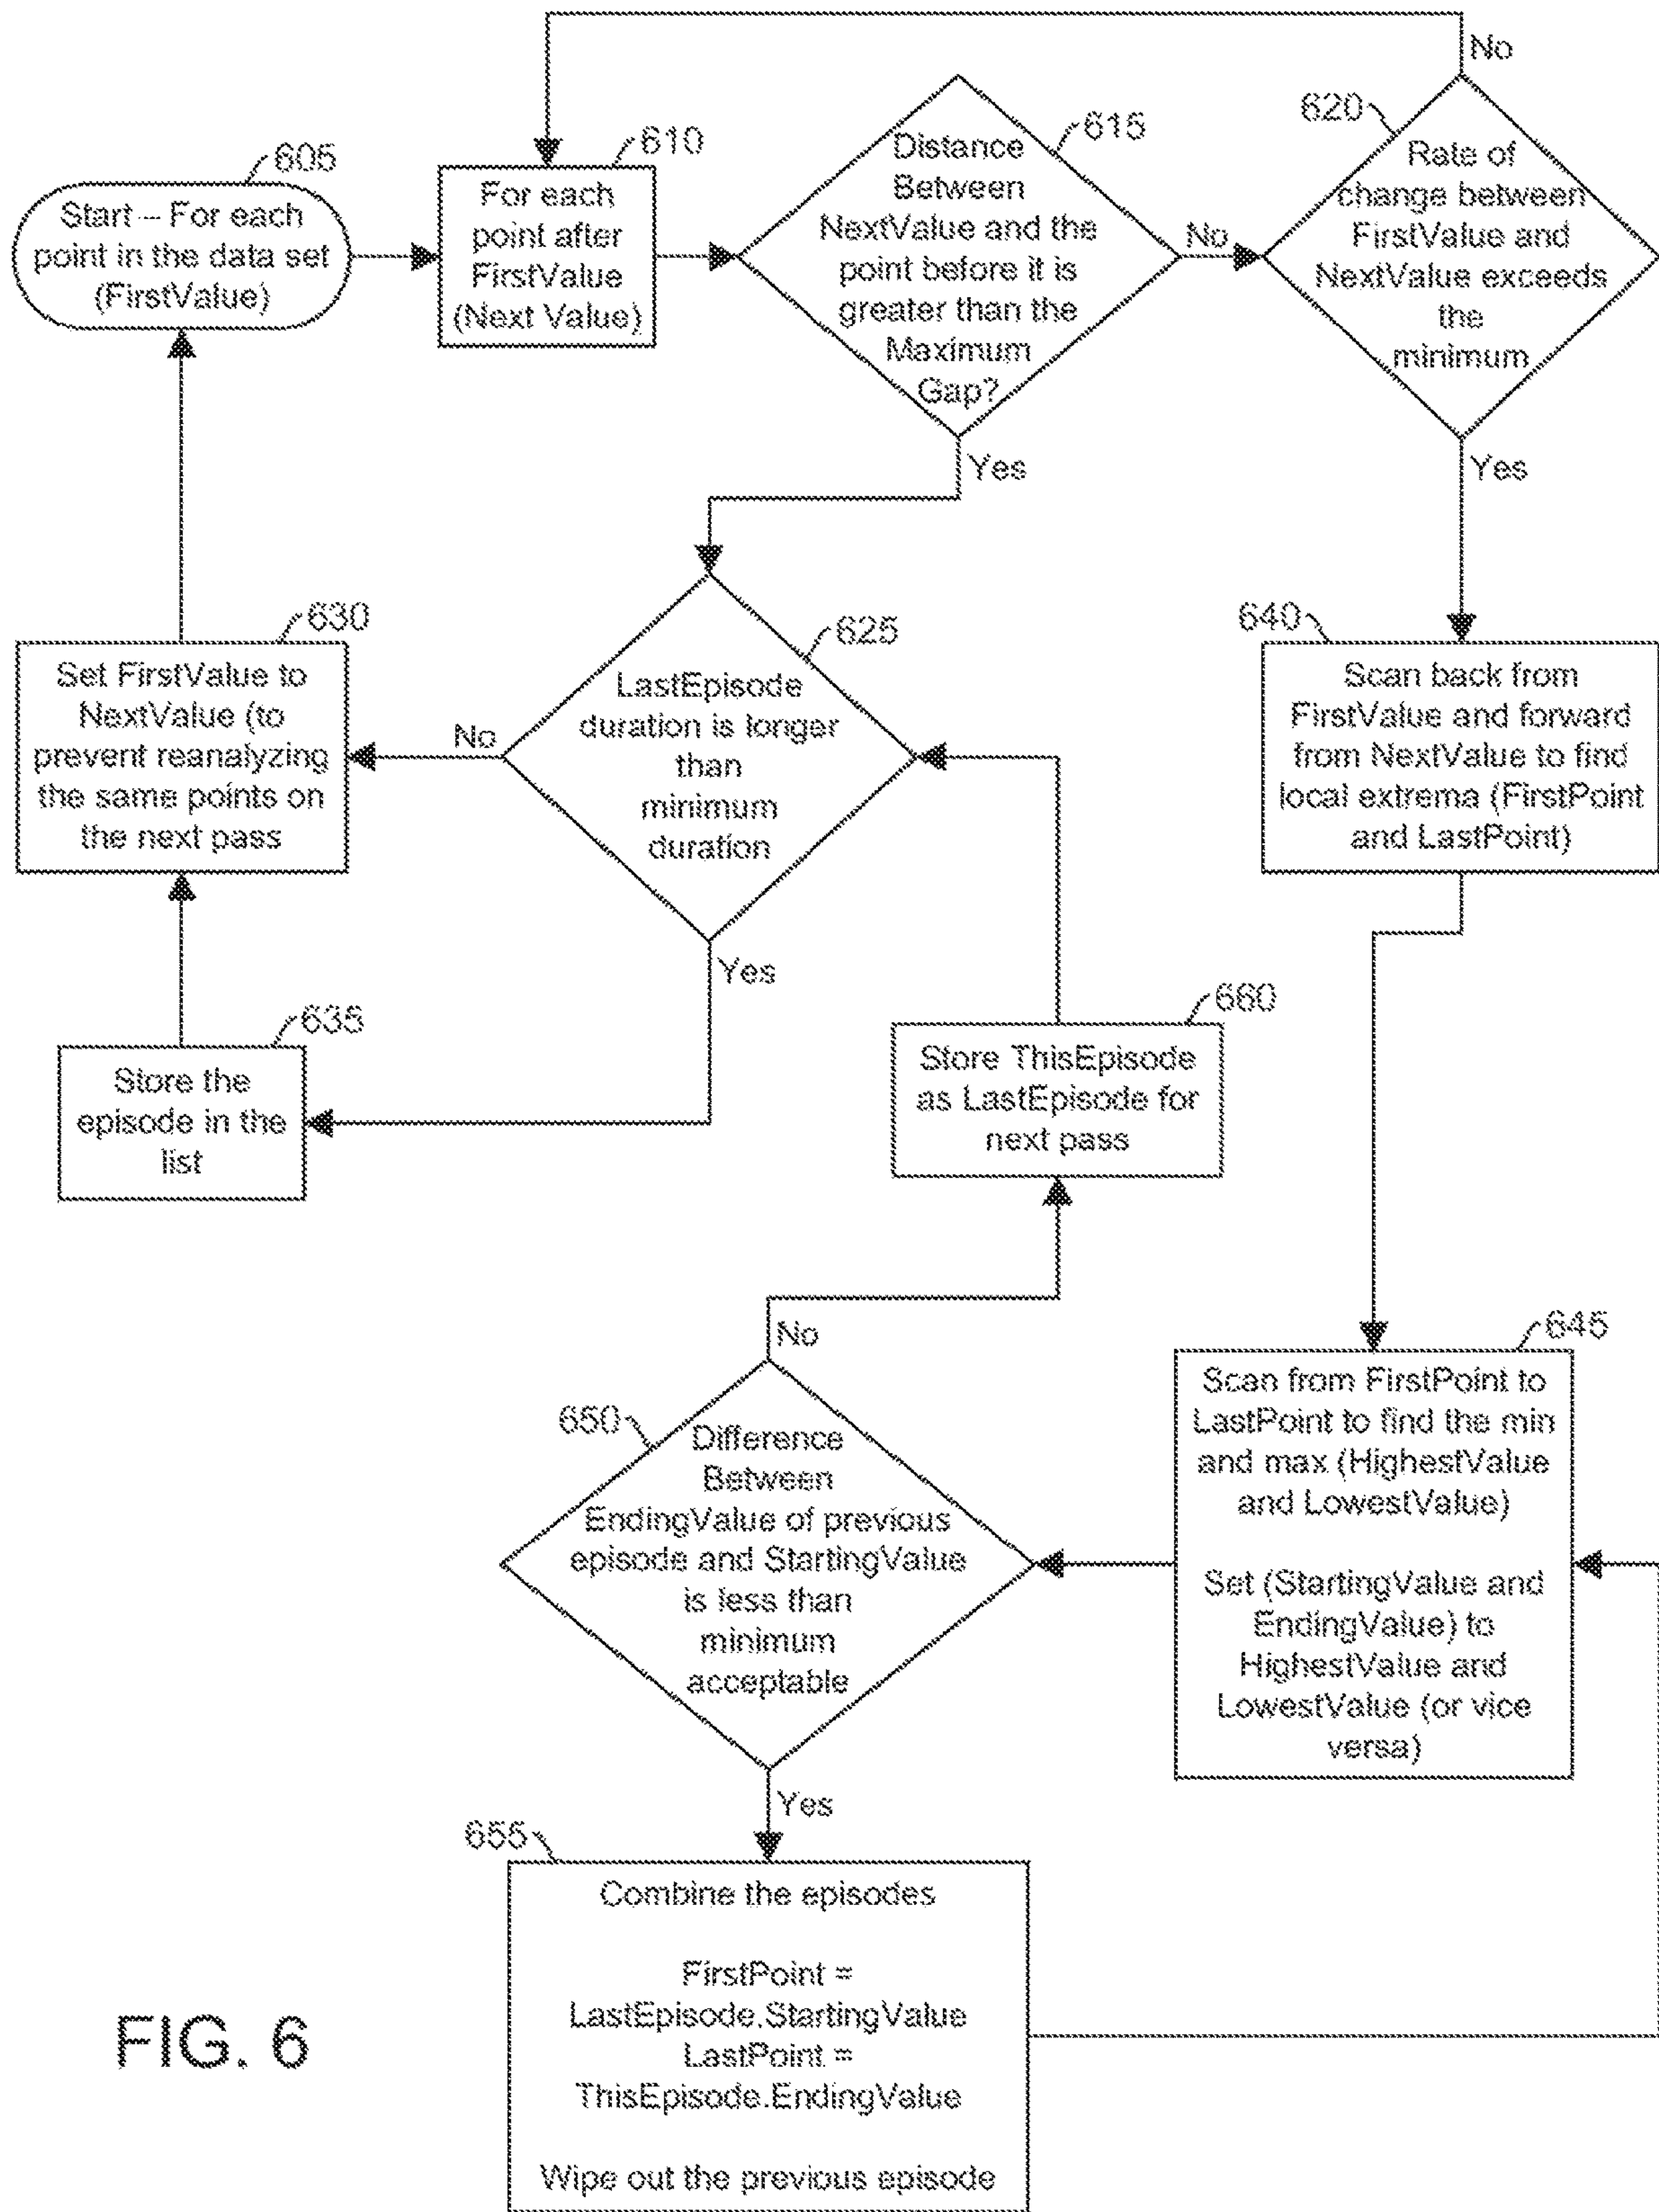 605
Start – For each
point in the data set
(FirstValue)
610
For each
point after
FirstValue
(Next Value)
615
Distance
Between
NextValue and the
point before it is
greater than the
Maximum
Gap?
No
Yes
620
Rate of
change between
FirstValue and
NextValue exceeds
the
minimum
No
Yes
630
Set FirstValue to
NextValue (to
prevent reanalyzing
the same points on
the next pass
625
LastEpisode
duration is longer
than
minimum
duration
No
Yes
640
Scan back from
FirstValue and forward
from NextValue to find
local extrema (FirstPoint
and LastPoint)
635
Store the
episode in the
list
660
Store ThisEpisode
as LastEpisode for
next pass
645
Scan from FirstPoint to
LastPoint to find the min
and max (HighestValue
and LowestValue)
Set (StartingValue and
EndingValue) to
HighestValue and
LowestValue (or vice
versa)
650
Difference
Between
EndingValue of previous
episode and StartingValue
is less than
minimum
acceptable
No
Yes
655
Combine the episodes
FirstPoint =
LastEpisode.StartingValue
LastPoint =
ThisEpisode.EndingValue
Wipe out the previous episode
FIG. 6